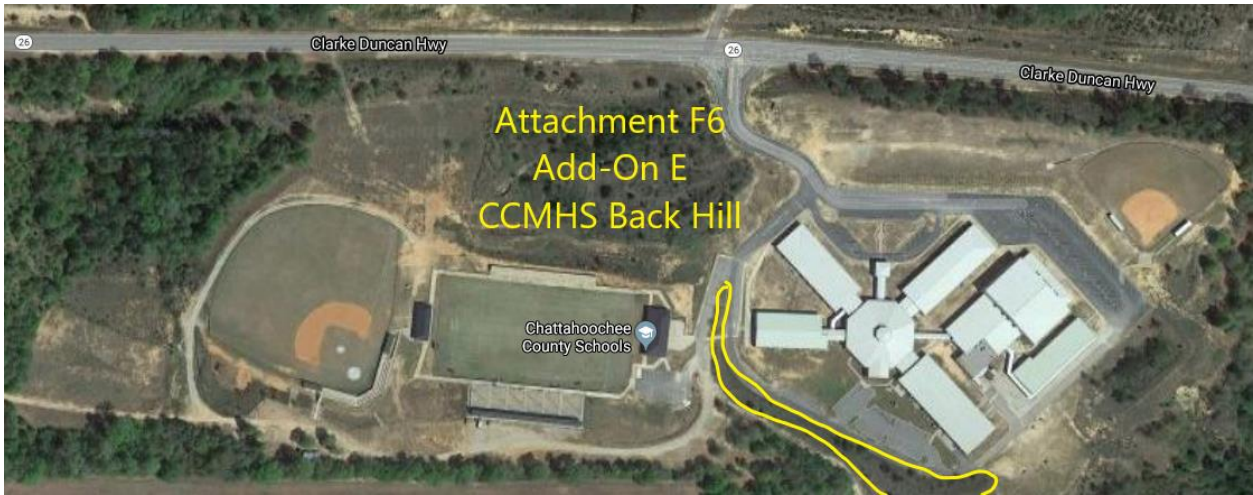 26
Clarke Duncan Hwy
26
Clarke Duncan Hwy
Attachment F6
Add-On E
CCMHS Back Hill
Chattahoochee
County Schools